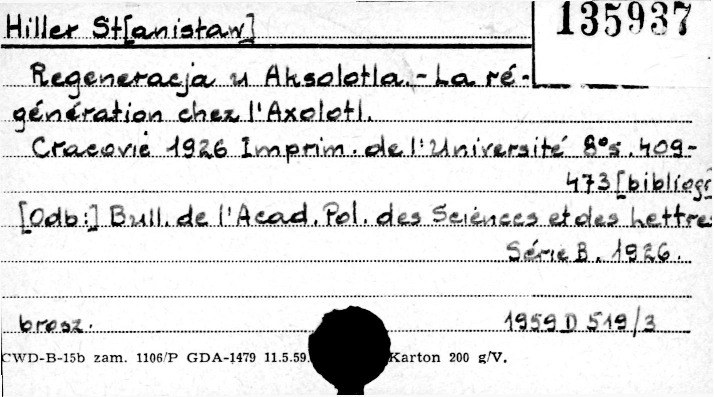 135937
Hiller St[anisław]
Regeneracja u Aksolotla.- La ré-
génération chez l'Axolotl.
Cracovie 1926 Imprim. de l'Université 8° s. 409-
473 [bibliogr
[Odb:] Bull. de l'Acad. Pol. des Sciences et des Lettres
Série B. 1926.
brosz. 1959 D 519/3
CWD-B-15b zam. 1106/P GDA-1479 11.5.59. Karton 200 g/V.